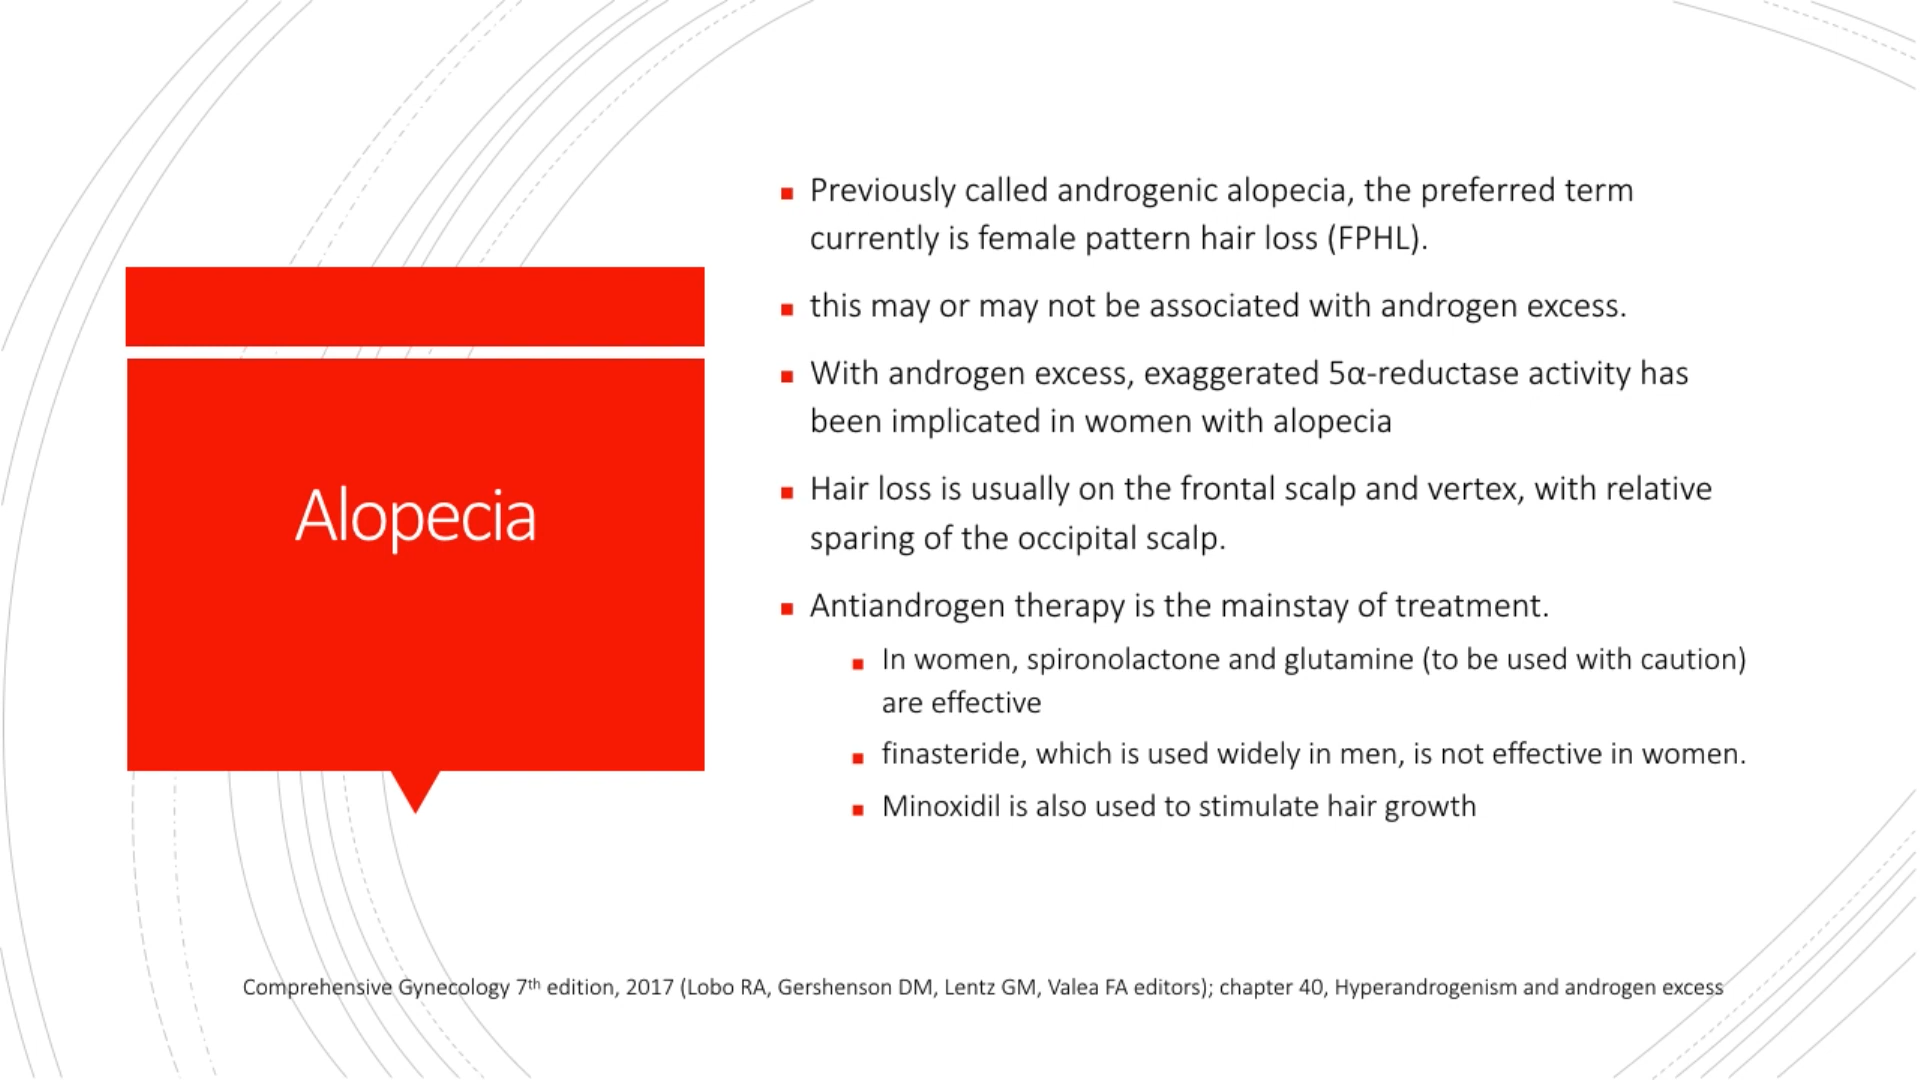 Alopecia
Previously called androgenic alopecia, the preferred term
currently is female pattern hair loss (FPHL).
this may or may not be associated with androgen excess.
With androgen excess, exaggerated 5α-reductase activity has
been implicated in women with alopecia
Hair loss is usually on the frontal scalp and vertex, with relative
sparing of the occipital scalp.
Antiandrogen therapy is the mainstay of treatment.
In women, spironolactone and glutamine (to be used with caution)
are effective
finasteride, which is used widely in men, is not effective in women.
Minoxidil is also used to stimulate hair growth
Comprehensive Gynecology 7th edition, 2017 (Lobo RA, Gershenson DM, Lentz GM, Valea FA editors); chapter 40, Hyperandrogenism and androgen excess